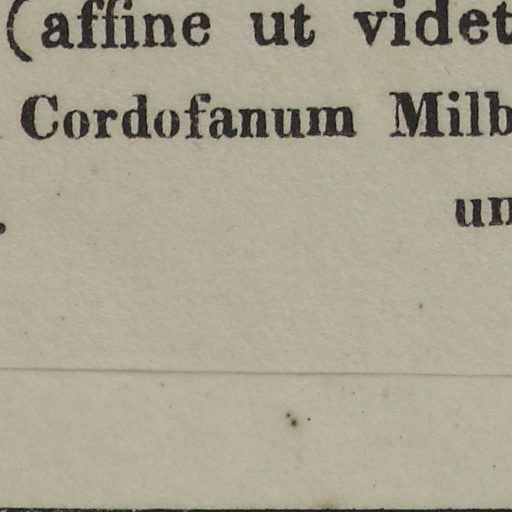 (affine ut videt
Cordofanum Milb
. un